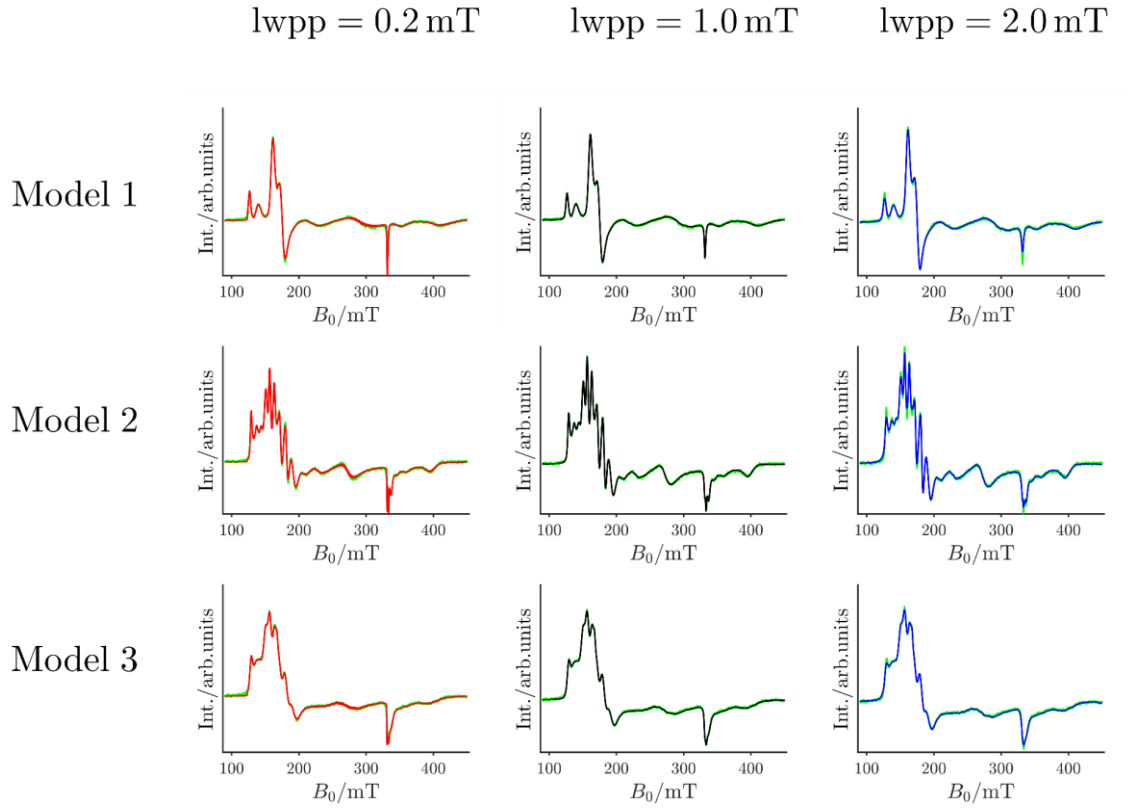 lwpp = 0.2 mT lwpp = 1.0 mT lwpp = 2.0 mT
Model 1
Int./arb.units Int./arb.units Int./arb.units
100 200 300 400 100 200 300 400 100 200 300 400
B₀/mT B₀/mT B₀/mT
Model 2
Int./arb.units Int./arb.units Int./arb.units
100 200 300 400 100 200 300 400 100 200 300 400
B₀/mT B₀/mT B₀/mT
Model 3
Int./arb.units Int./arb.units Int./arb.units
100 200 300 400 100 200 300 400 100 200 300 400
B₀/mT B₀/mT B₀/mT